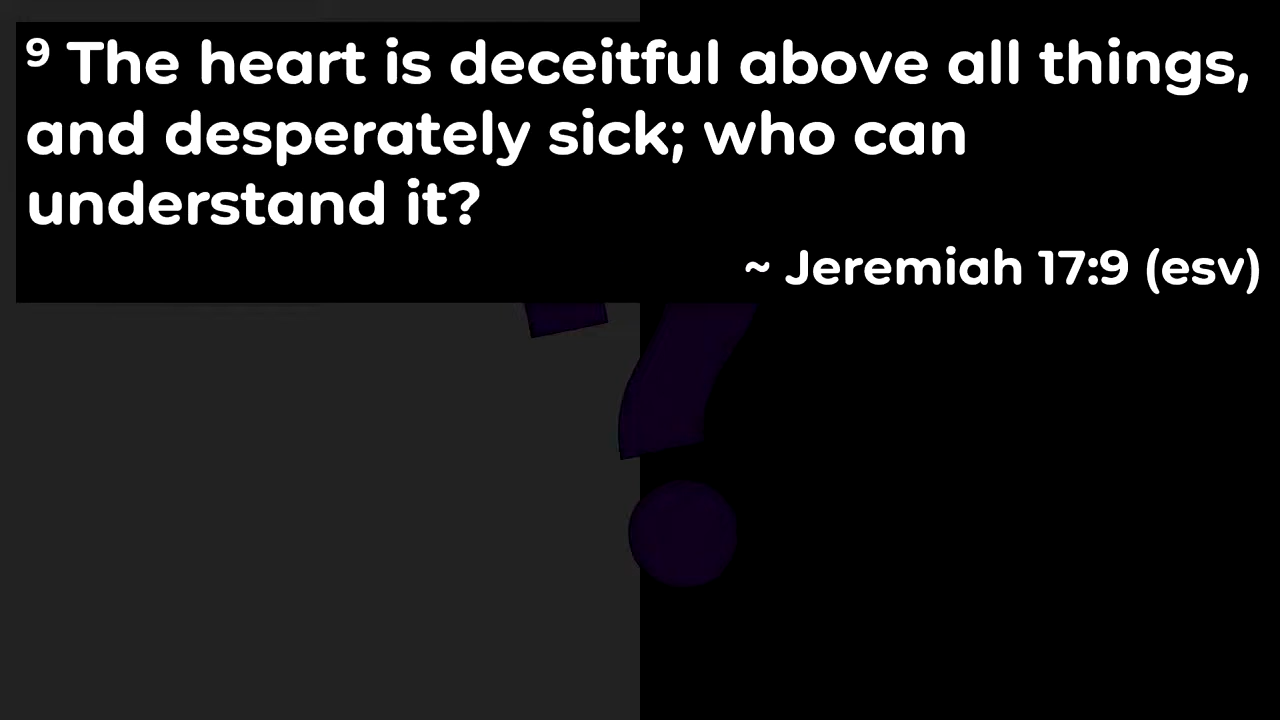 ⁹ The heart is deceitful above all things,
and desperately sick; who can
understand it?
~ Jeremiah 17:9 (esv)
?